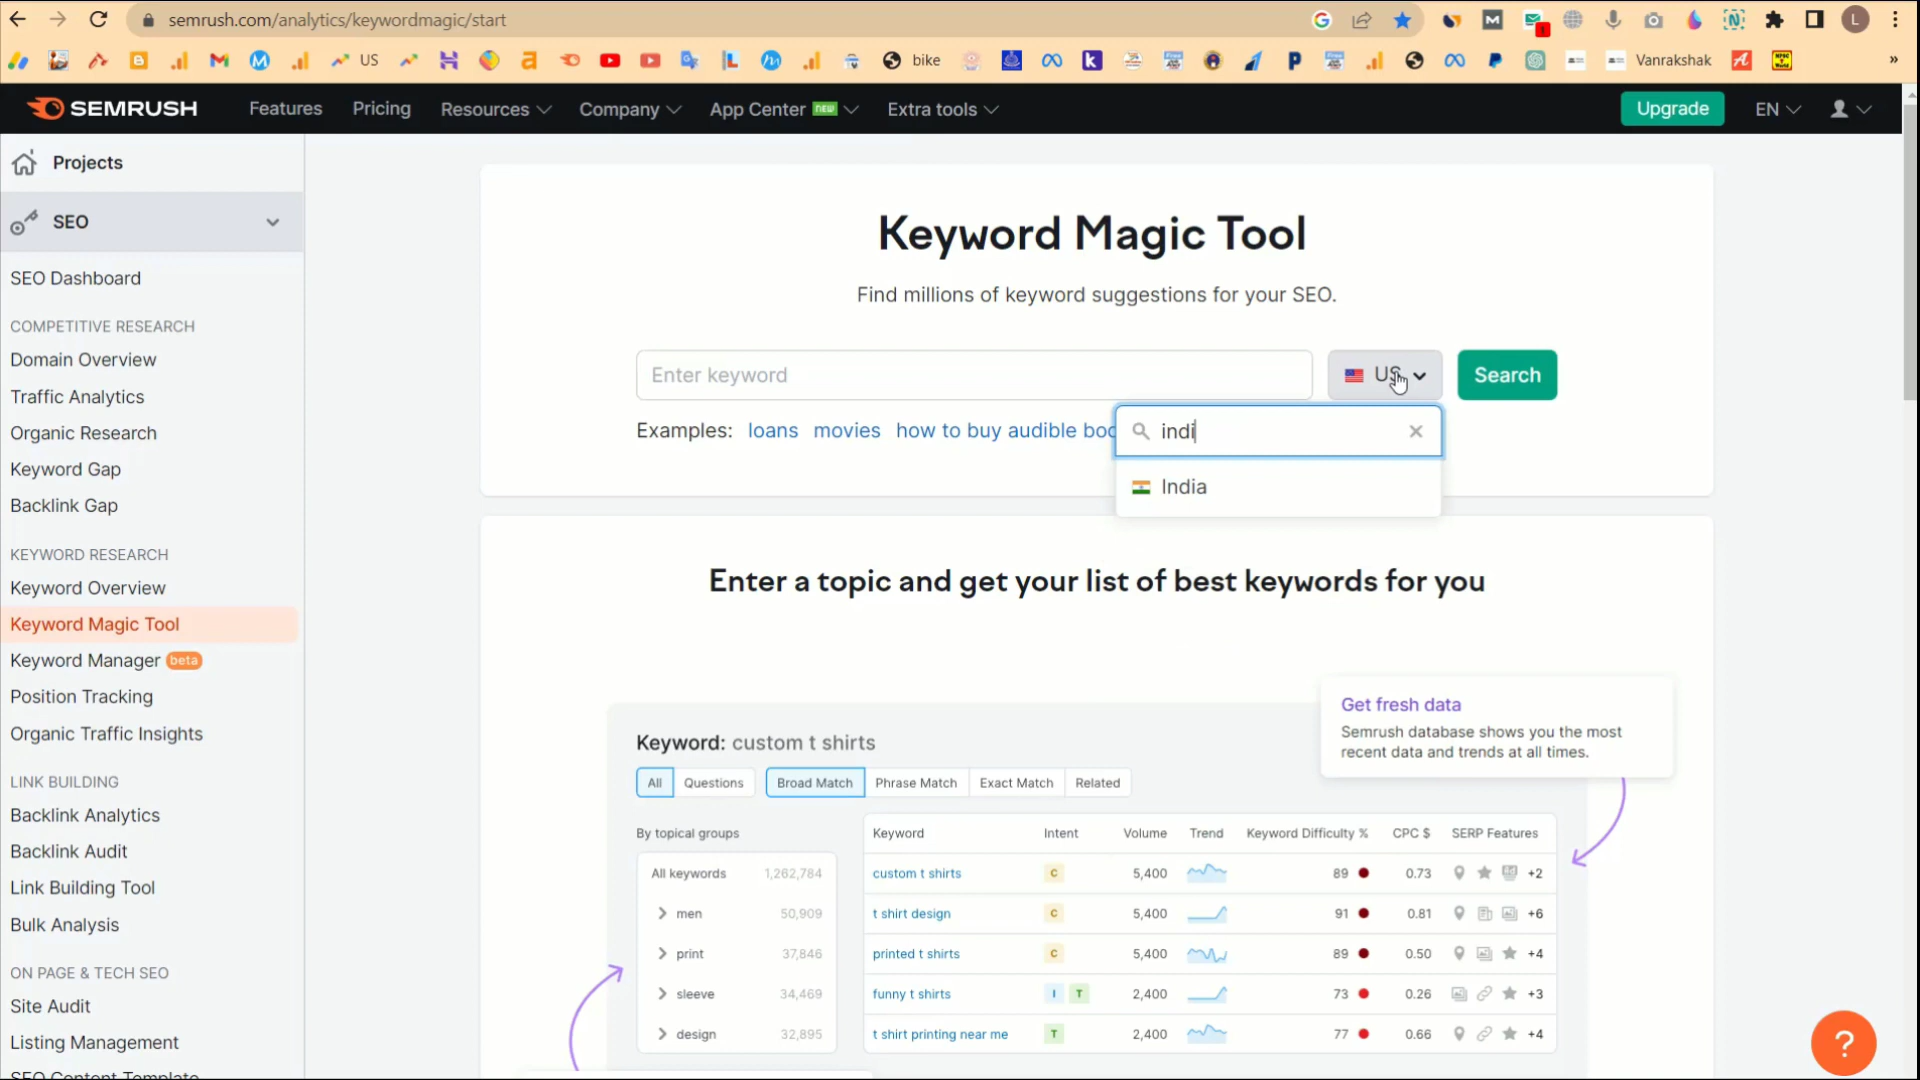 semrush.com/analytics/keywordmagic/start
L
US
bike
Vanrakshak
»
SEMRUSH
Features
Pricing
Resources
Company
App Center NEW
Extra tools
Upgrade
EN
Projects
SEO
SEO Dashboard
COMPETITIVE RESEARCH
Domain Overview
Traffic Analytics
Organic Research
Keyword Gap
Backlink Gap
KEYWORD RESEARCH
Keyword Overview
Keyword Magic Tool
Keyword Manager beta
Position Tracking
Organic Traffic Insights
LINK BUILDING
Backlink Analytics
Backlink Audit
Link Building Tool
Bulk Analysis
ON PAGE & TECH SEO
Site Audit
Listing Management
SEO Content Template
Keyword Magic Tool
Find millions of keyword suggestions for your SEO.
Enter keyword
US
Search
Examples: loans movies how to buy audible boo
indi
India
Enter a topic and get your list of best keywords for you
Get fresh data
Semrush database shows you the most
recent data and trends at all times.
Keyword: custom t shirts
All Questions Broad Match Phrase Match Exact Match Related
By topical groups
All keywords 1,262,784
men 50,909
print 37,846
sleeve 34,469
design 32,895
Keyword Intent Volume Trend Keyword Difficulty % CPC $ SERP Features
custom t shirts C 5,400 89 0.73 +2
t shirt design C 5,400 91 0.81 +6
printed t shirts C 5,400 89 0.50 +4
funny t shirts I T 2,400 73 0.26 +3
t shirt printing near me T 2,400 77 0.66 +4
?